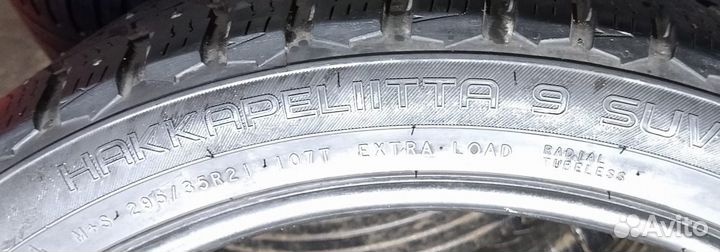 HAKKAPELIITTA 9 SUV
M+S 295/35R21 107T EXTRA LOAD RADIAL TUBELESS
Avito